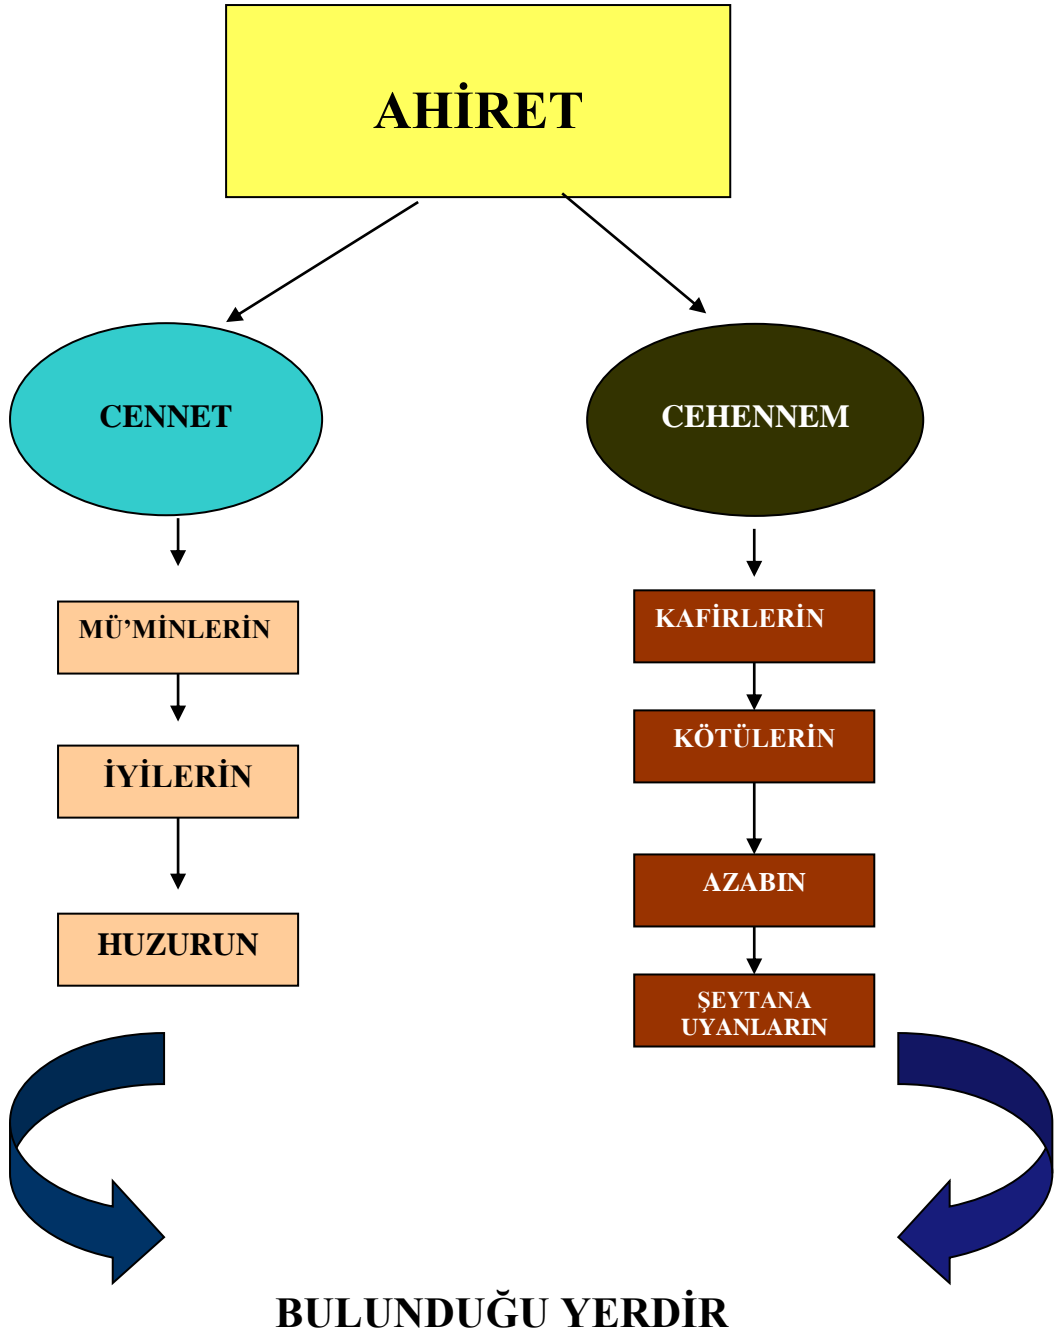 AHİRET
CENNET
CEHENNEM
MÜ’MİNLERİN
İYİLERİN
HUZURUN
KAFİRLERİN
KÖTÜLERİN
AZABIN
ŞEYTANA
UYANLARIN
BULUNDUĞU YERDİR